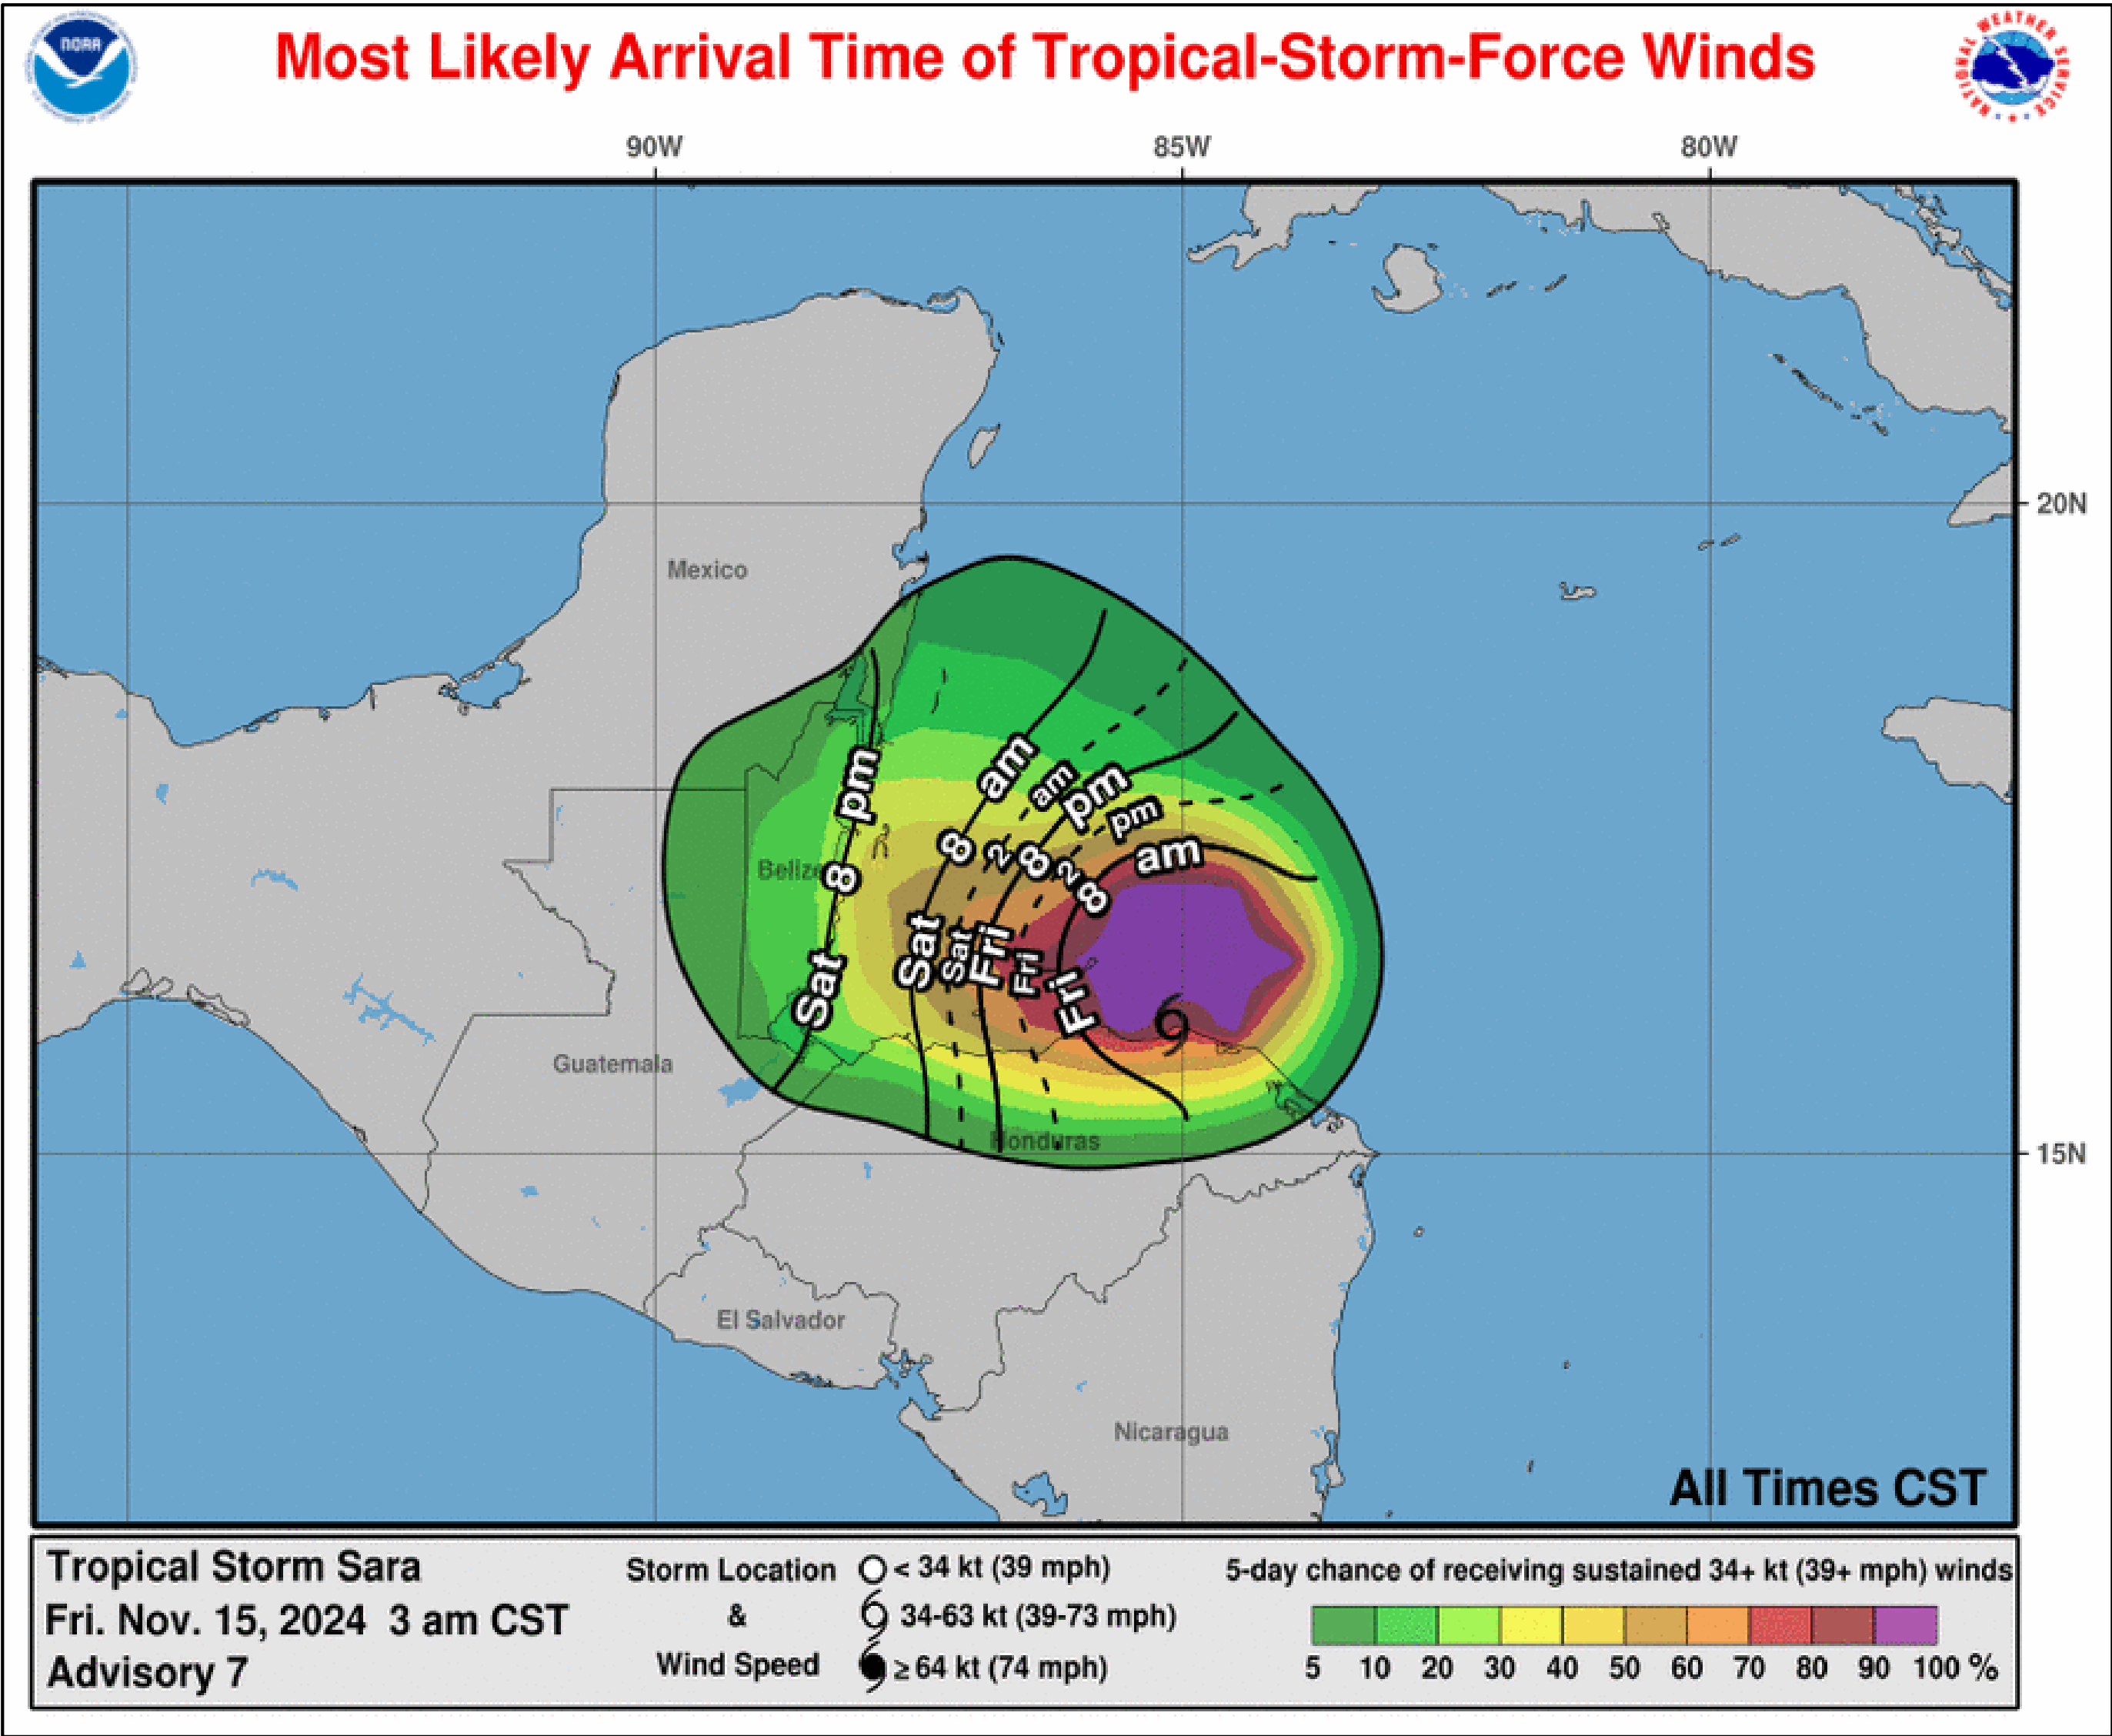 NOAA
Most Likely Arrival Time of Tropical-Storm-Force Winds
NATIONAL WEATHER SERVICE
90W 85W 80W
20N
15N
Mexico
Belize
Guatemala
Honduras
El Salvador
Nicaragua
Sat 8 pm
Sat 8 am
Sat 2 am
Fri 8 pm
Fri 2 pm
Fri 8 am
All Times CST
Tropical Storm Sara
Fri. Nov. 15, 2024 3 am CST
Advisory 7
Storm Location
&
Wind Speed
< 34 kt (39 mph)
34-63 kt (39-73 mph)
≥ 64 kt (74 mph)
5-day chance of receiving sustained 34+ kt (39+ mph) winds
5 10 20 30 40 50 60 70 80 90 100 %